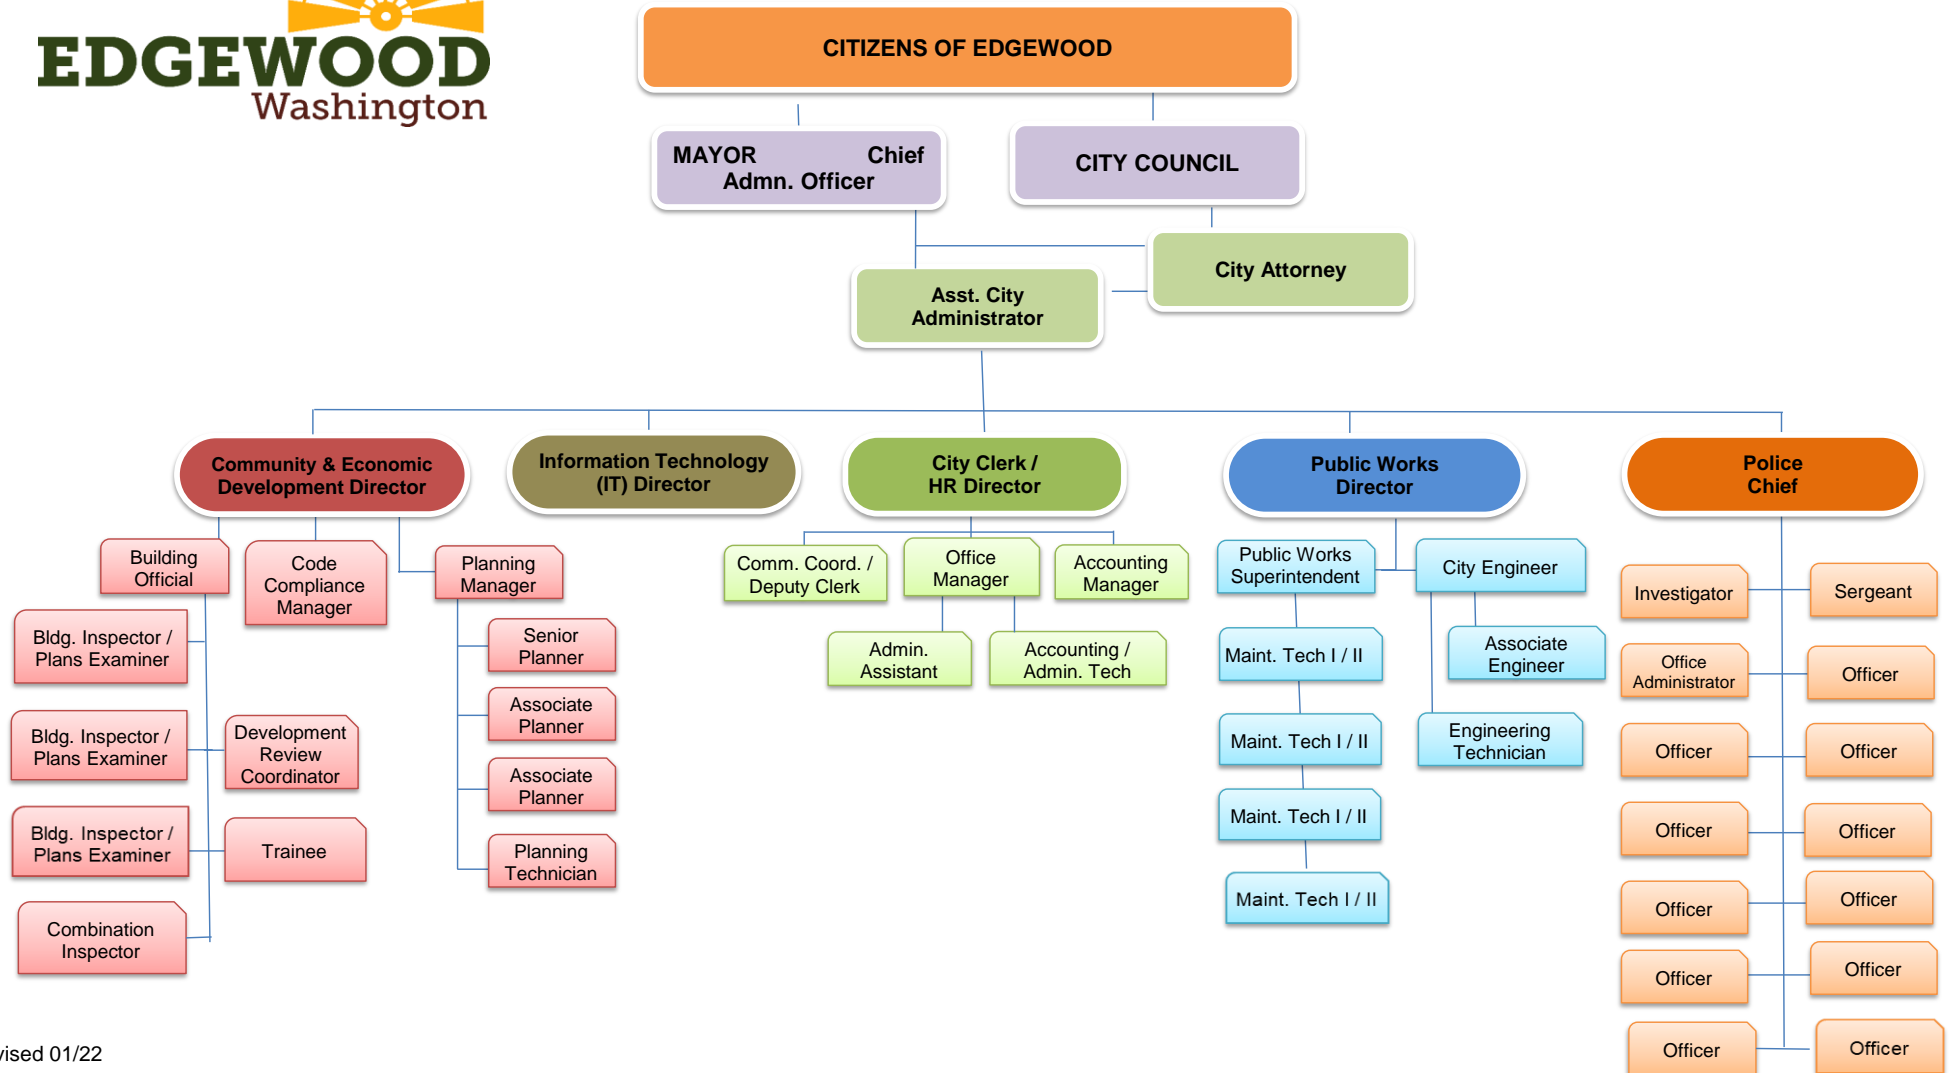 EDGEWOOD
Washington
CITIZENS OF EDGEWOOD
MAYOR Chief
Admn. Officer
CITY COUNCIL
City Attorney
Asst. City
Administrator
Community & Economic
Development Director
Information Technology
(IT) Director
City Clerk /
HR Director
Public Works
Director
Police
Chief
Building
Official
Code
Compliance
Manager
Planning
Manager
Bldg. Inspector /
Plans Examiner
Bldg. Inspector /
Plans Examiner
Development
Review
Coordinator
Bldg. Inspector /
Plans Examiner
Trainee
Combination
Inspector
Senior
Planner
Associate
Planner
Associate
Planner
Planning
Technician
Comm. Coord. /
Deputy Clerk
Office
Manager
Accounting
Manager
Admin.
Assistant
Accounting /
Admin. Tech
Public Works
Superintendent
City Engineer
Maint. Tech I / II
Associate
Engineer
Maint. Tech I / II
Engineering
Technician
Maint. Tech I / II
Maint. Tech I / II
Investigator
Sergeant
Office
Administrator
Officer
Officer
Officer
Officer
Officer
Officer
Officer
Officer
Officer
Officer
Officer
vised 01/22